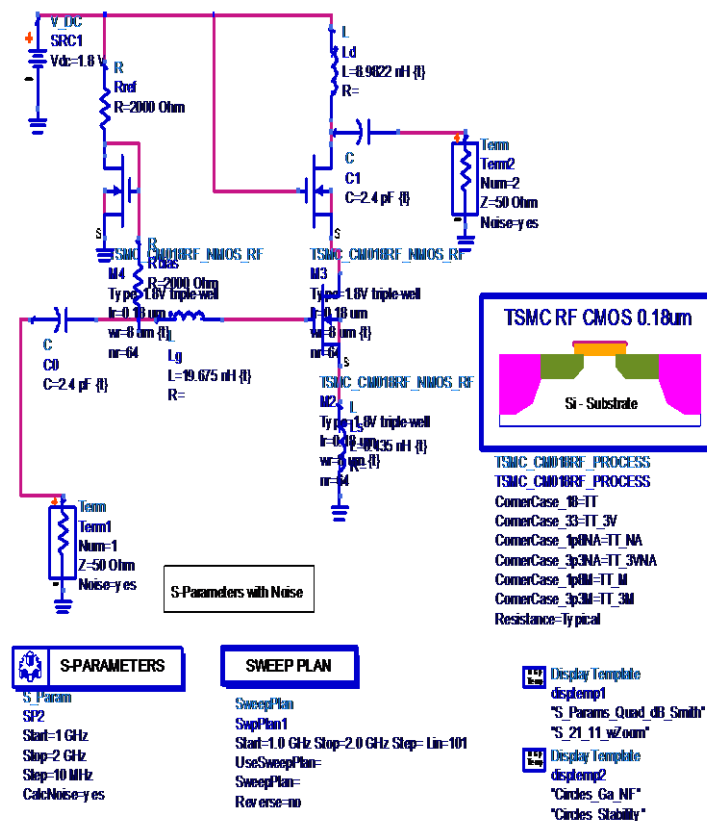 V_DC
SRC1
Vdc=1.8 V
R
Rref
R=2000 Ohm
L
Ld
L=8.9822 nH {t}
R=
C
C1
C=2.4 pF {t}
Term
Term2
Num=2
Z=50 Ohm
Noise=yes
S
TSMC_CM018RF_NMOS_RF
M4
Type=1.8V triple-well
lr=0.18 um
wr=8 um {t}
nr=64
R
Rbias
R=2000 Ohm
TSMC_CM018RF_NMOS_RF
M3
Type=1.8V triple-well
lr=0.18 um
wr=8 um {t}
nr=64
C
C0
C=2.4 pF {t}
L
Lg
L=19.675 nH {t}
R=
S
TSMC_CM018RF_NMOS_RF
M2
Type=1.8V triple-well
lr=0.18 um
nr=64
L
Ls
R=
Term
Term1
Num=1
Z=50 Ohm
Noise=yes
S-Parameters with Noise
TSMC RF CMOS 0.18um
Si - Substrate
TSMC_CM018RF_PROCESS
TSMC_CM018RF_PROCESS
CornerCase_18=TT
CornerCase_33=TT_3V
CornerCase_1p8NA=TT_NA
CornerCase_3p3NA=TT_3VNA
CornerCase_1p8M=TT_M
CornerCase_3p3M=TT_3M
Resistance=Typical
S-PARAMETERS
S_Param
SP2
Start=1 GHz
Stop=2 GHz
Step=10 MHz
CalcNoise=yes
SWEEP PLAN
SweepPlan
SwpPlan1
Start=1.0 GHz Stop=2.0 GHz Step= Lin=101
UseSweepPlan=
SweepPlan=
Reverse=no
Display Template
disptemp1
"S_Params_Quad_dB_Smith"
"S_21_11_wZoom"
Display Template
disptemp2
"Circles_Ga_NF"
"Circles_Stability"